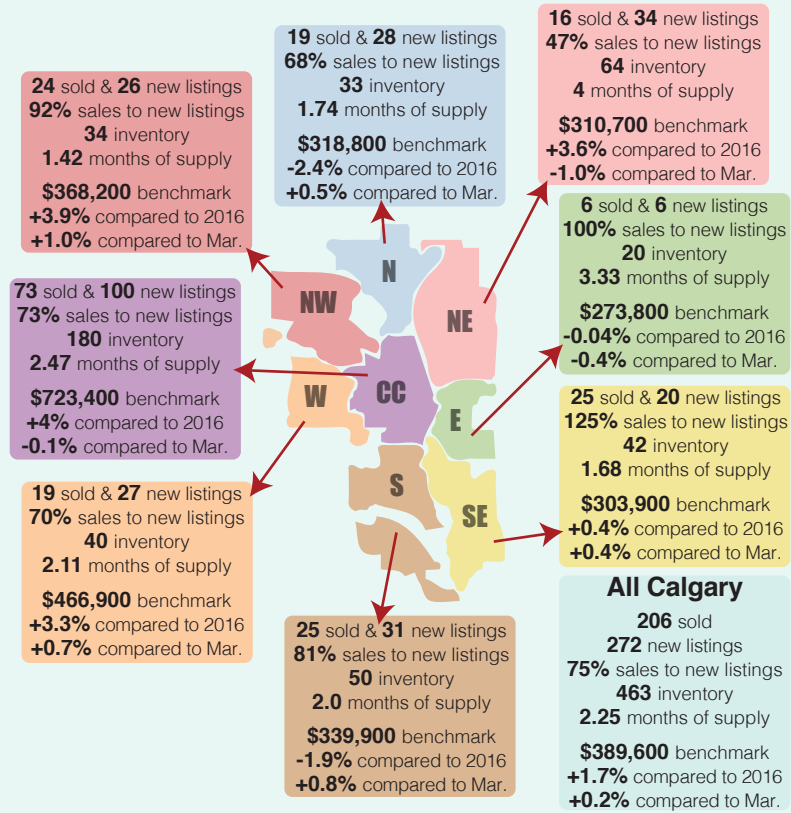 24 sold & 26 new listings
92% sales to new listings
34 inventory
1.42 months of supply
$368,200 benchmark
+3.9% compared to 2016
+1.0% compared to Mar.
19 sold & 28 new listings
68% sales to new listings
33 inventory
1.74 months of supply
$318,800 benchmark
-2.4% compared to 2016
+0.5% compared to Mar.
16 sold & 34 new listings
47% sales to new listings
64 inventory
4 months of supply
$310,700 benchmark
+3.6% compared to 2016
-1.0% compared to Mar.
73 sold & 100 new listings
73% sales to new listings
180 inventory
2.47 months of supply
$723,400 benchmark
+4% compared to 2016
-0.1% compared to Mar.
N
NW
NE
W
CC
E
S
SE
6 sold & 6 new listings
100% sales to new listings
20 inventory
3.33 months of supply
$273,800 benchmark
-0.04% compared to 2016
-0.4% compared to Mar.
25 sold & 20 new listings
125% sales to new listings
42 inventory
1.68 months of supply
$303,900 benchmark
+0.4% compared to 2016
+0.4% compared to Mar.
19 sold & 27 new listings
70% sales to new listings
40 inventory
2.11 months of supply
$466,900 benchmark
+3.3% compared to 2016
+0.7% compared to Mar.
25 sold & 31 new listings
81% sales to new listings
50 inventory
2.0 months of supply
$339,900 benchmark
-1.9% compared to 2016
+0.8% compared to Mar.
All Calgary
206 sold
272 new listings
75% sales to new listings
463 inventory
2.25 months of supply
$389,600 benchmark
+1.7% compared to 2016
+0.2% compared to Mar.